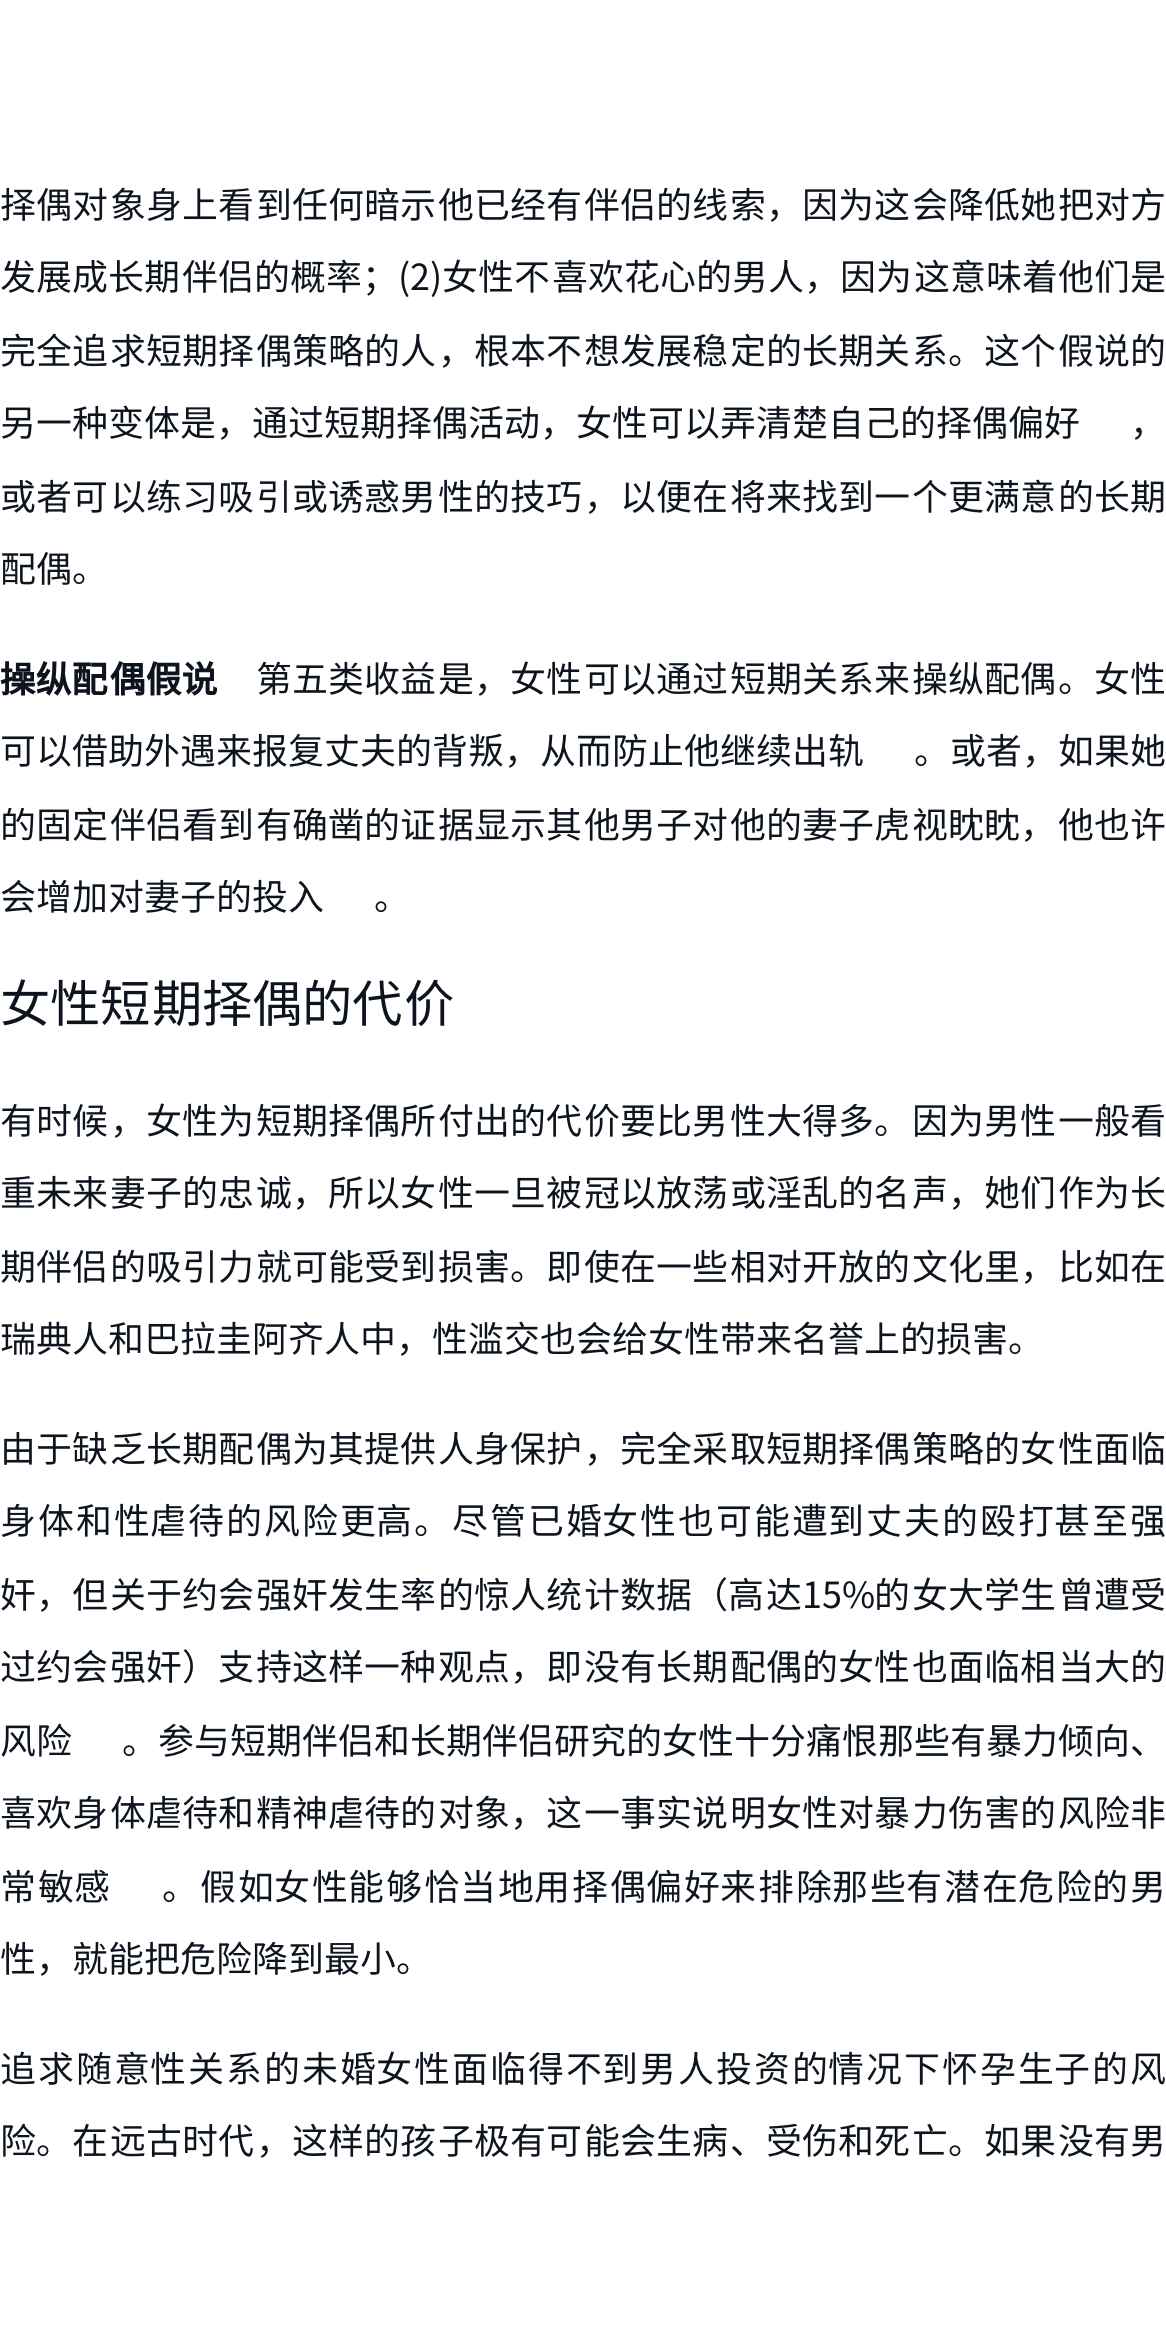 择偶对象身上看到任何暗示他已经有伴侣的线索，因为这会降低她把对方
发展成长期伴侣的概率；(2)女性不喜欢花心的男人，因为这意味着他们是
完全追求短期择偶策略的人，根本不想发展稳定的长期关系。这个假说的
另一种变体是，通过短期择偶活动，女性可以弄清楚自己的择偶偏好　，
或者可以练习吸引或诱惑男性的技巧，以便在将来找到一个更满意的长期
配偶。
操纵配偶假说　第五类收益是，女性可以通过短期关系来操纵配偶。女性
可以借助外遇来报复丈夫的背叛，从而防止他继续出轨　。或者，如果她
的固定伴侣看到有确凿的证据显示其他男子对他的妻子虎视眈眈，他也许
会增加对妻子的投入　。
女性短期择偶的代价
有时候，女性为短期择偶所付出的代价要比男性大得多。因为男性一般看
重未来妻子的忠诚，所以女性一旦被冠以放荡或淫乱的名声，她们作为长
期伴侣的吸引力就可能受到损害。即使在一些相对开放的文化里，比如在
瑞典人和巴拉圭阿齐人中，性滥交也会给女性带来名誉上的损害。
由于缺乏长期配偶为其提供人身保护，完全采取短期择偶策略的女性面临
身体和性虐待的风险更高。尽管已婚女性也可能遭到丈夫的殴打甚至强
奸，但关于约会强奸发生率的惊人统计数据（高达15%的女大学生曾遭受
过约会强奸）支持这样一种观点，即没有长期配偶的女性也面临相当大的
风险　。参与短期伴侣和长期伴侣研究的女性十分痛恨那些有暴力倾向、
喜欢身体虐待和精神虐待的对象，这一事实说明女性对暴力伤害的风险非
常敏感　。假如女性能够恰当地用择偶偏好来排除那些有潜在危险的男
性，就能把危险降到最小。
追求随意性关系的未婚女性面临得不到男人投资的情况下怀孕生子的风
险。在远古时代，这样的孩子极有可能会生病、受伤和死亡。如果没有男